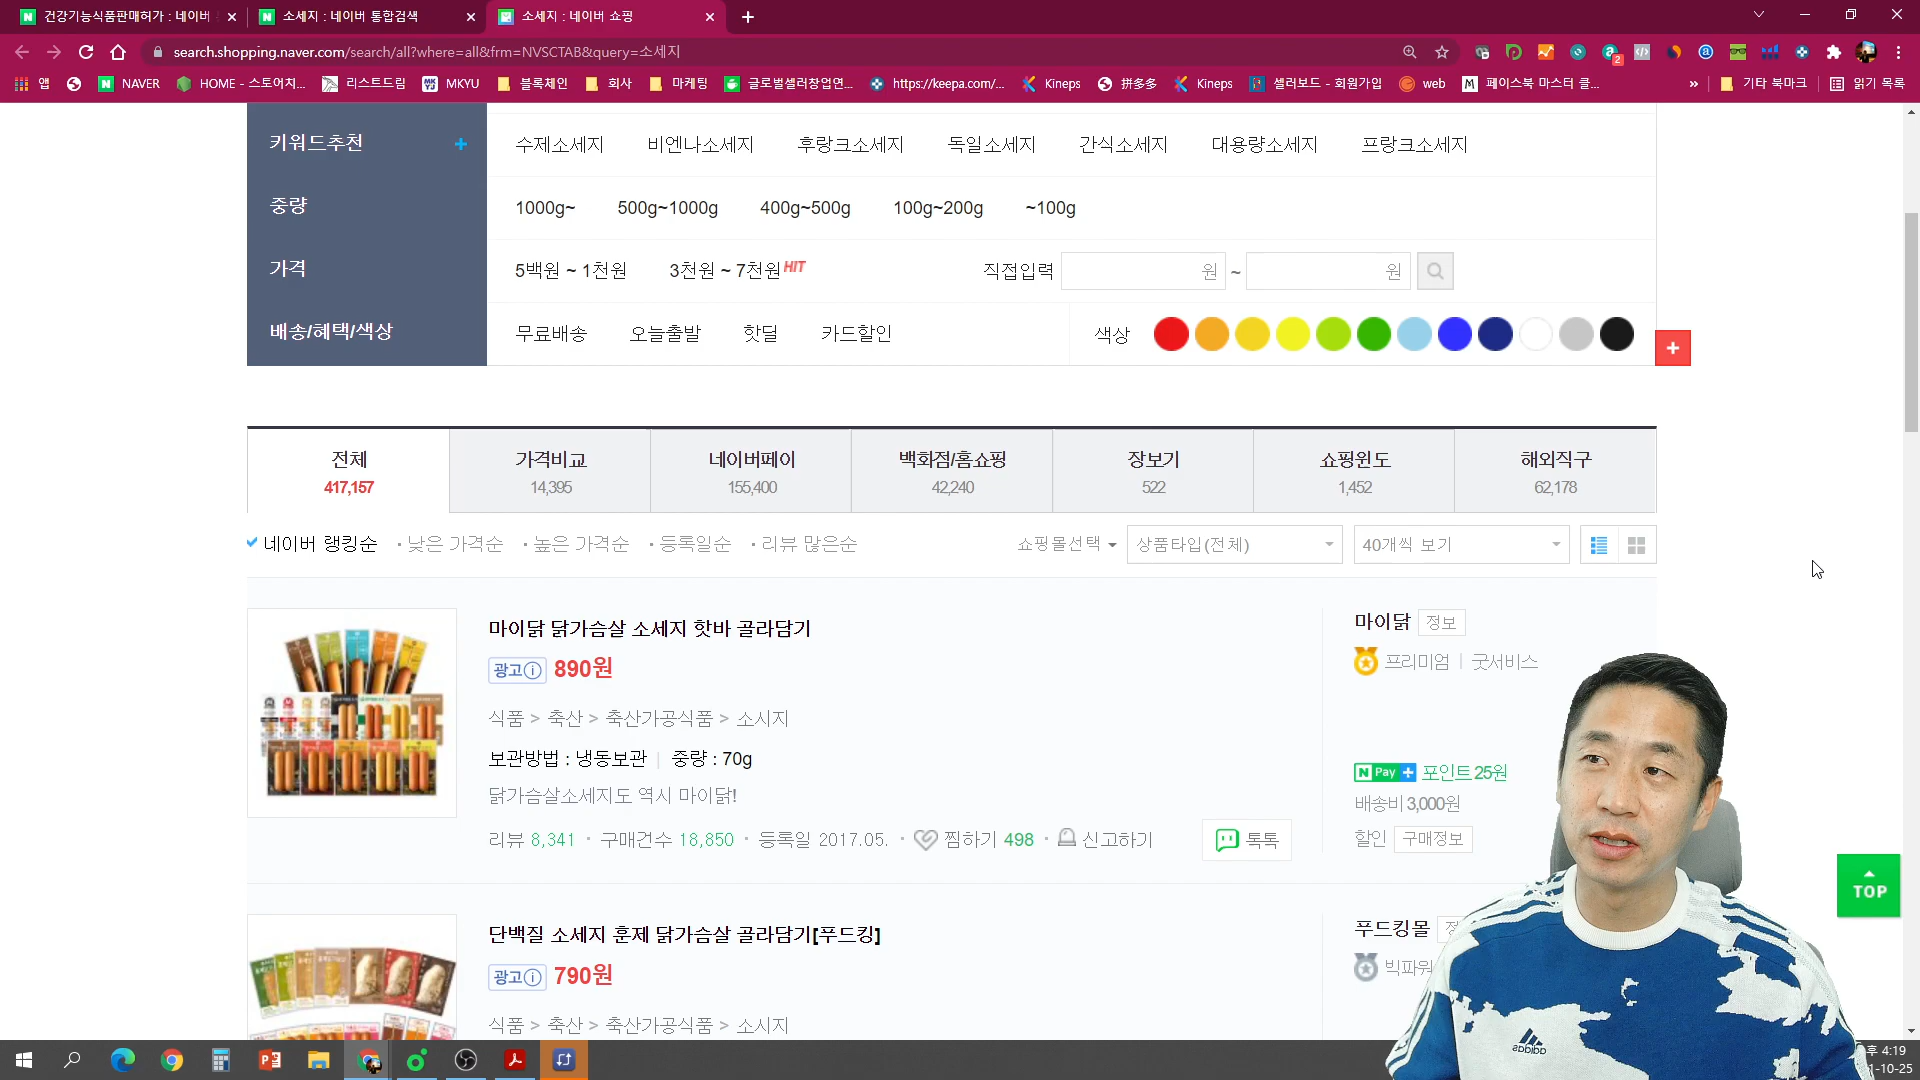 건강기능식품판매허가 : 네이버
소세지 : 네이버 통합검색
소세지 : 네이버 쇼핑
search.shopping.naver.com/search/all?where=all&frm=NVSCTAB&query=소세지
앱
NAVER
HOME - 스토어치...
리스트드림
MKYU
블록체인
회사
마케팅
글로벌셀러창업연...
https://keepa.com/...
Kineps
拼多多
Kineps
셀러보드 - 회원가입
web
페이스북 마스터 클...
»
기타 북마크
읽기 목록
키워드추천 +
수제소세지 비엔나소세지 후랑크소세지 독일소세지 간식소세지 대용량소세지 프랑크소세지
중량
1000g~ 500g~1000g 400g~500g 100g~200g ~100g
가격
5백원 ~ 1천원 3천원 ~ 7천원HIT 직접입력 원 ~ 원
배송/혜택/색상
무료배송 오늘출발 핫딜 카드할인 색상
+
전체 가격비교 네이버페이 백화점/홈쇼핑 장보기 쇼핑윈도 해외직구
417,157 14,395 155,400 42,240 522 1,452 62,178
네이버 랭킹순 · 낮은 가격순 · 높은 가격순 · 등록일순 · 리뷰 많은순 쇼핑몰선택 상품타입(전체) 40개씩 보기
마이닭 닭가슴살 소세지 핫바 골라담기
광고 890원
식품 > 축산 > 축산가공식품 > 소시지
보관방법 : 냉동보관 | 중량 : 70g
닭가슴살소세지도 역시 마이닭!
리뷰 8,341 · 구매건수 18,850 · 등록일 2017.05. · 찜하기 498 · 신고하기 톡톡
마이닭 정보
프리미엄 | 굿서비스
N Pay + 포인트 25원
배송비 3,000원
할인 구매정보
TOP
단백질 소세지 훈제 닭가슴살 골라담기[푸드킹]
광고 790원
식품 > 축산 > 축산가공식품 > 소시지
푸드킹몰
빅파워
adidas
4:19
1-10-25